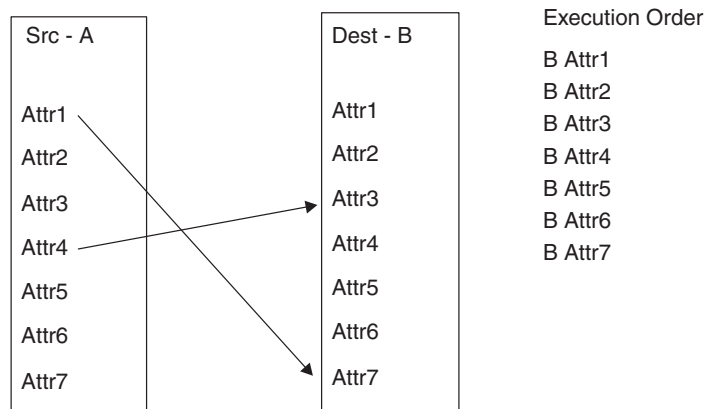 Src - A
Attr1
Attr2
Attr3
Attr4
Attr5
Attr6
Attr7
Dest - B
Attr1
Attr2
Attr3
Attr4
Attr5
Attr6
Attr7
Execution Order
B Attr1
B Attr2
B Attr3
B Attr4
B Attr5
B Attr6
B Attr7